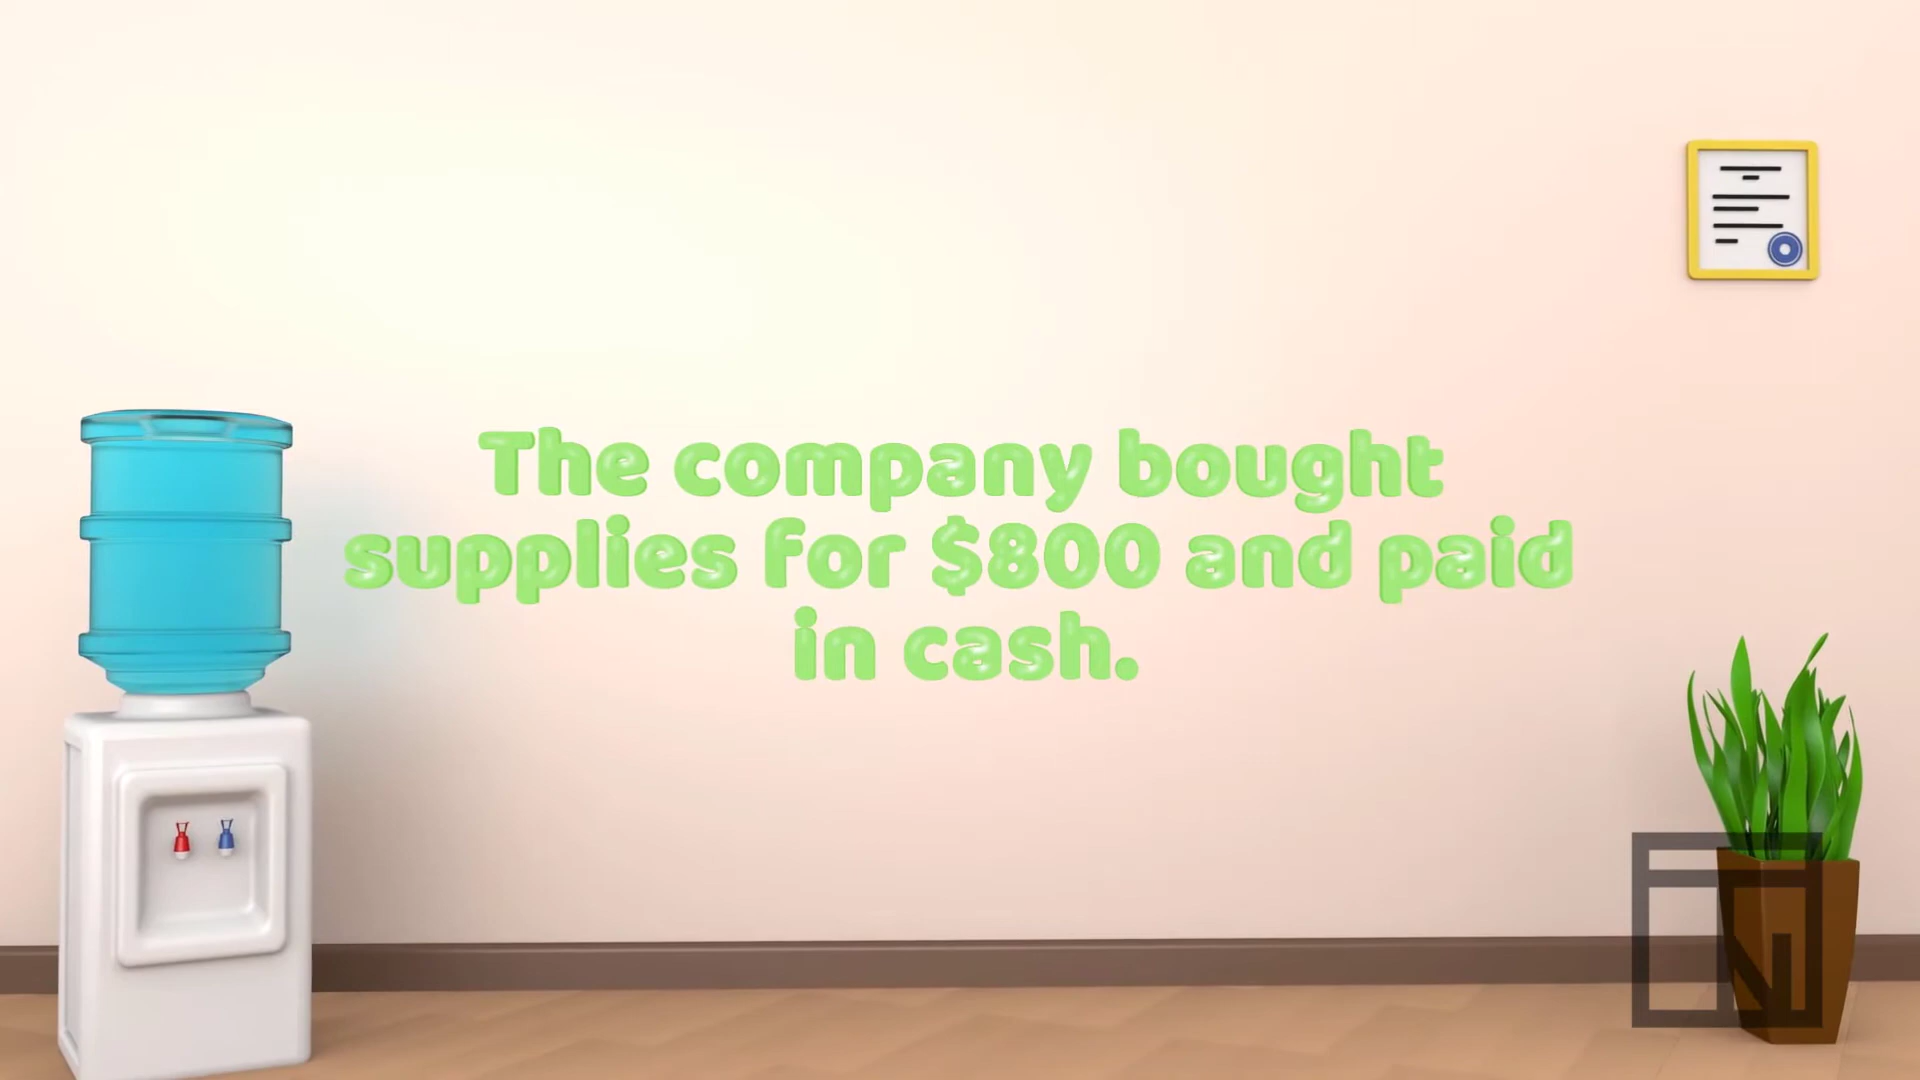 The company bought
supplies for $800 and paid
in cash.